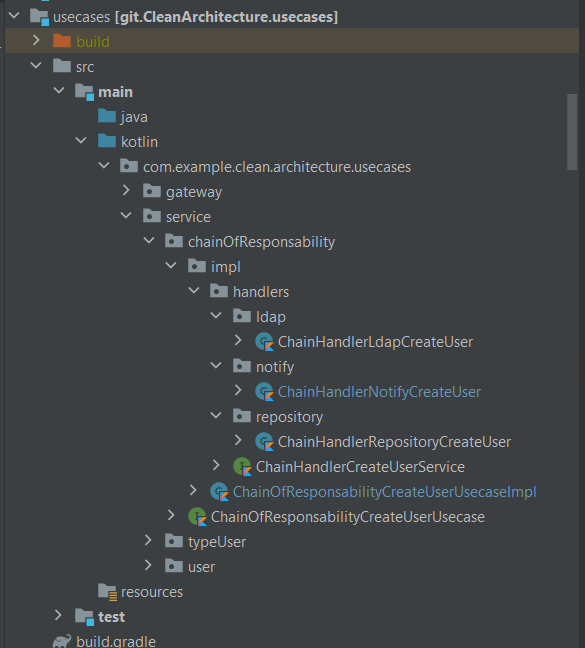 usecases [git.CleanArchitecture.usecases]
build
src
main
java
kotlin
com.example.clean.architecture.usecases
gateway
service
chainOfResponsability
impl
handlers
ldap
ChainHandlerLdapCreateUser
notify
ChainHandlerNotifyCreateUser
repository
ChainHandlerRepositoryCreateUser
ChainHandlerCreateUserService
ChainOfResponsabilityCreateUserUsecaseImpl
ChainOfResponsabilityCreateUserUsecase
typeUser
user
resources
test
build.gradle